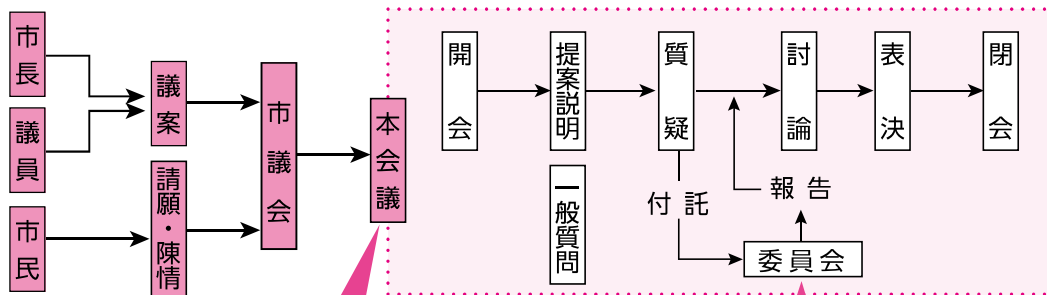 市長
議員
市民
議案
請願・陳情
市議会
本会議
開会
提案説明
一般質問
質疑
付託
委員会
報告
討論
表決
閉会